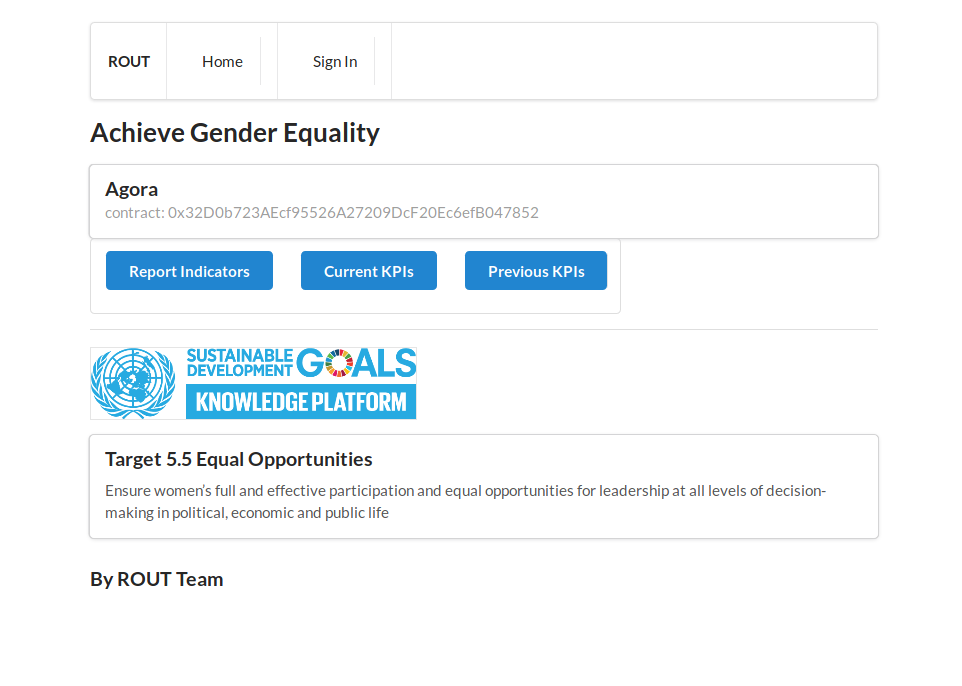 ROUT
Home
Sign In
Achieve Gender Equality
Agora
contract: 0x32D0b723AEcf95526A27209DcF20Ec6efB047852
Report Indicators
Current KPIs
Previous KPIs
SUSTAINABLE
DEVELOPMENT
GOALS
KNOWLEDGE PLATFORM
Target 5.5 Equal Opportunities
Ensure women’s full and effective participation and equal opportunities for leadership at all levels of decision-
making in political, economic and public life
By ROUT Team